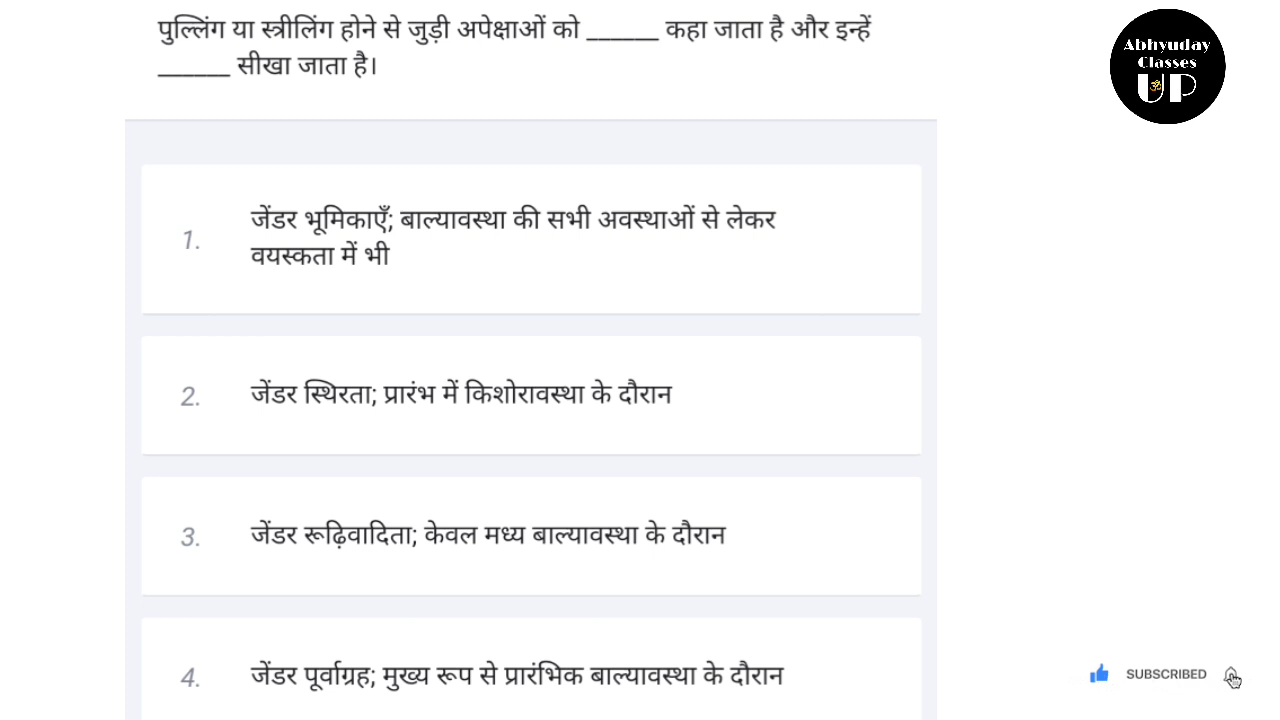 पुल्लिंग या स्त्रीलिंग होने से जुड़ी अपेक्षाओं को ______ कहा जाता है और इन्हें
______ सीखा जाता है।
Abhyuday
Classes
ॐ
UP
1. जेंडर भूमिकाएँ; बाल्यावस्था की सभी अवस्थाओं से लेकर
वयस्कता में भी
2. जेंडर स्थिरता; प्रारंभ में किशोरावस्था के दौरान
3. जेंडर रूढ़िवादिता; केवल मध्य बाल्यावस्था के दौरान
4. जेंडर पूर्वाग्रह; मुख्य रूप से प्रारंभिक बाल्यावस्था के दौरान
SUBSCRIBED